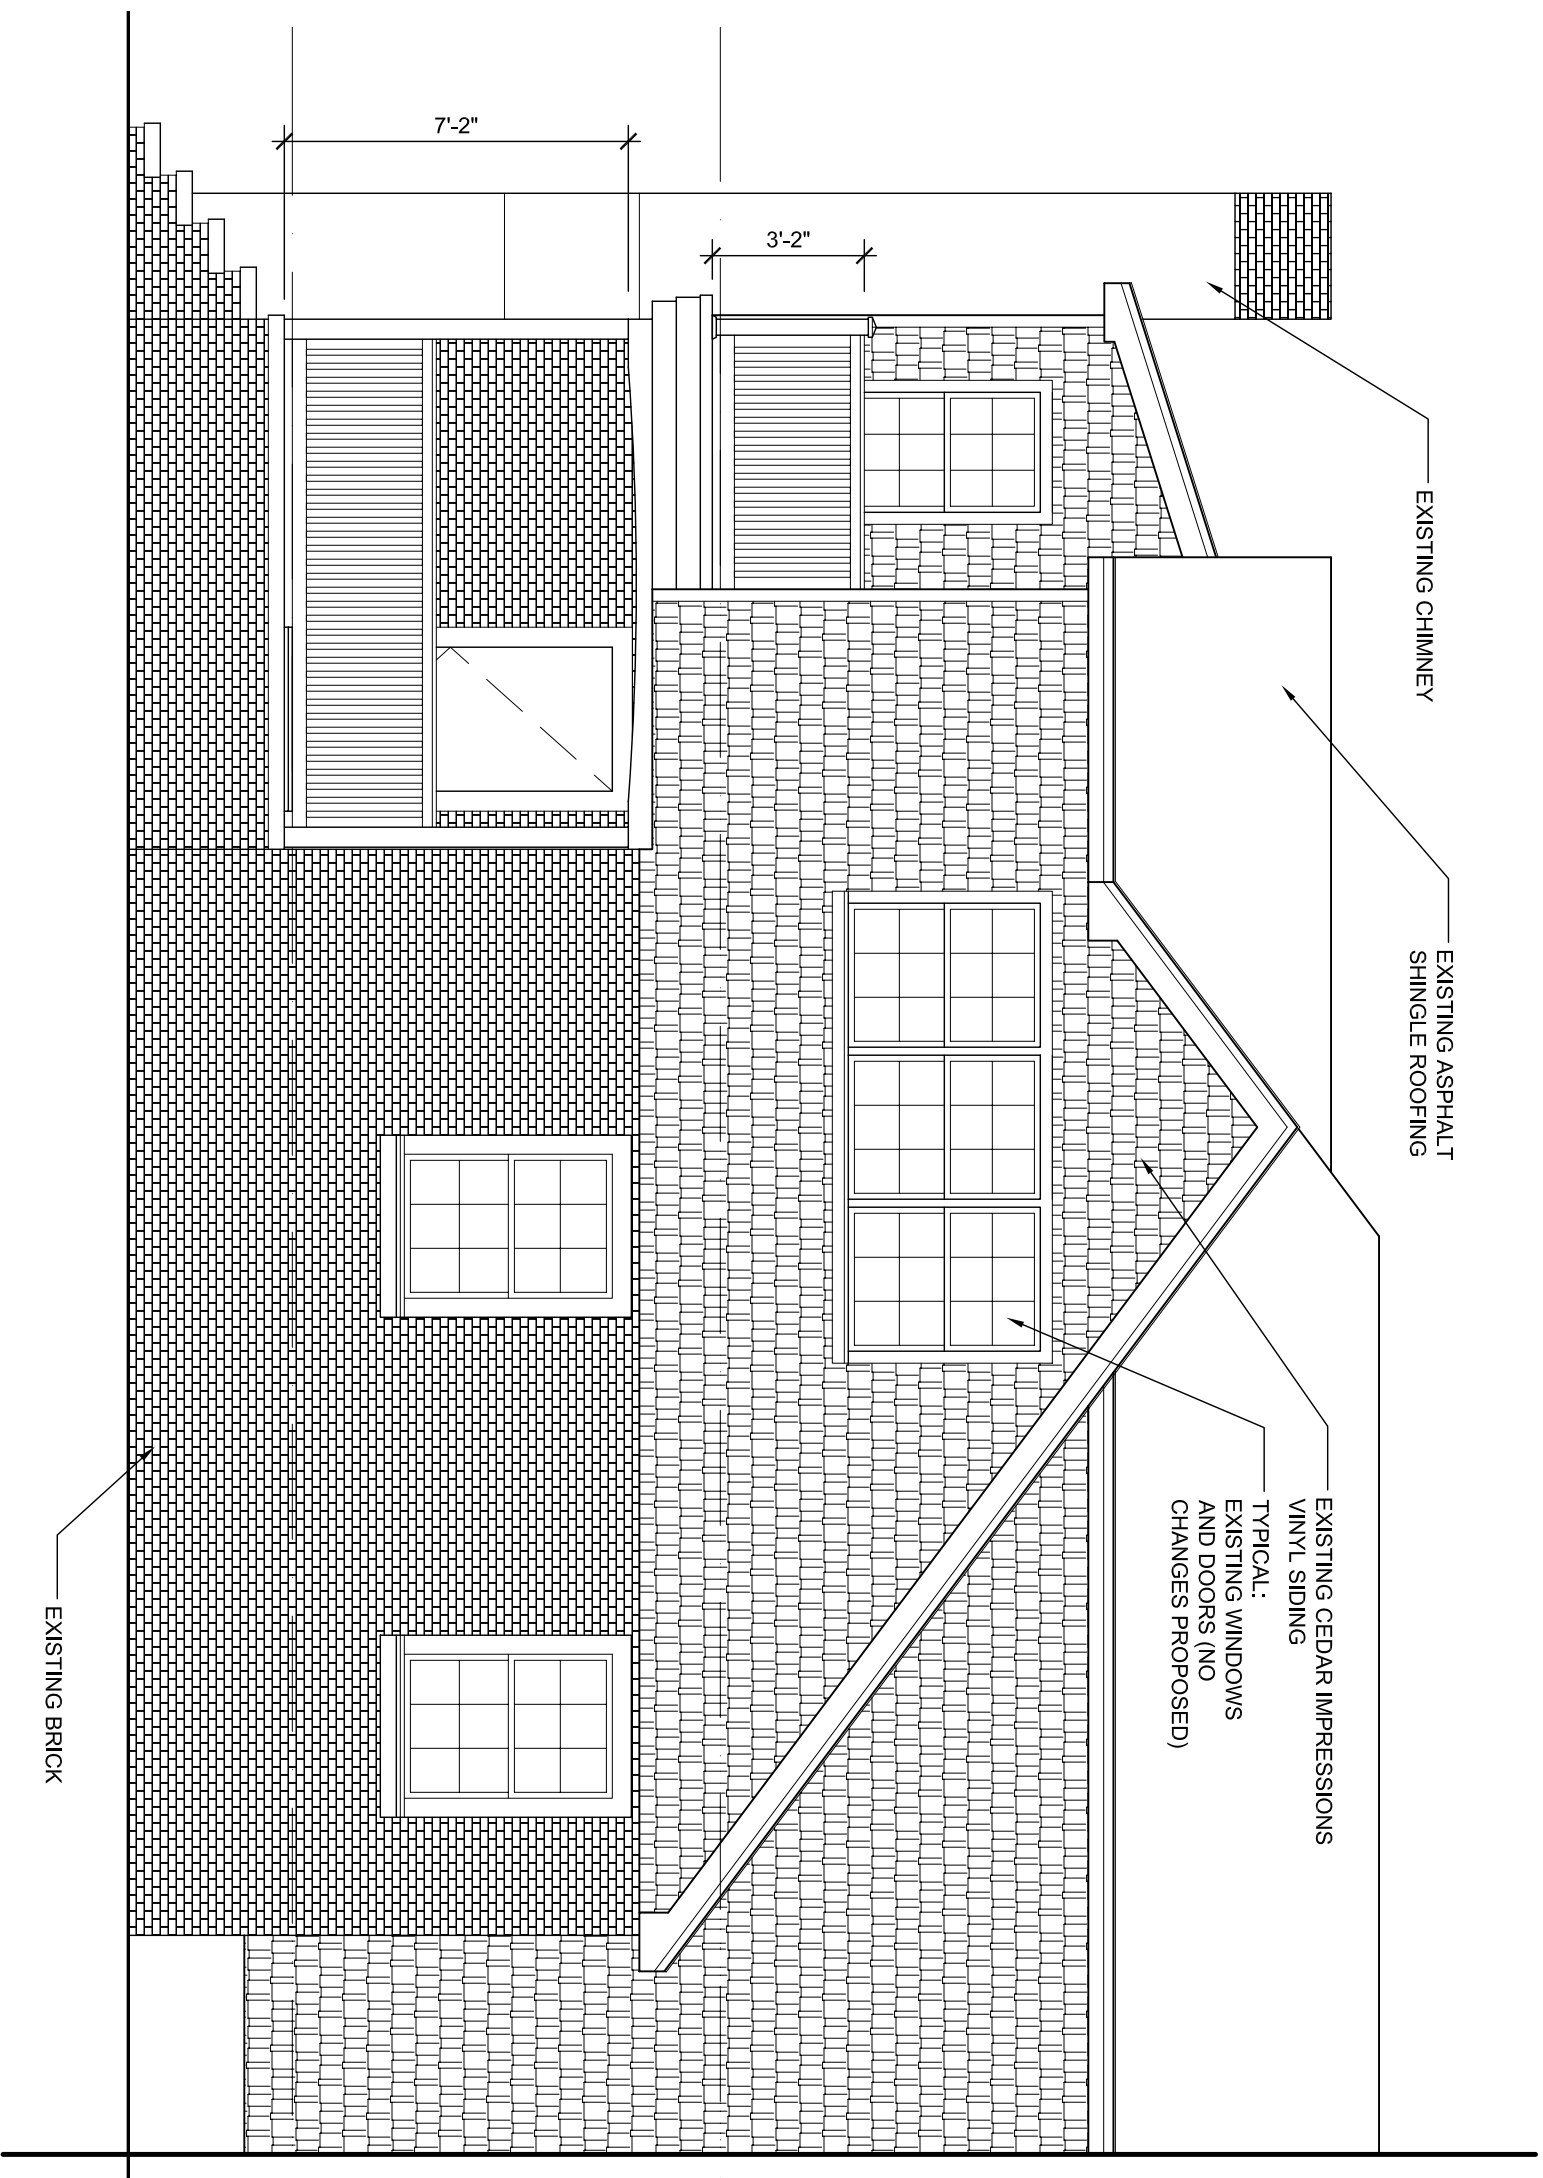 EXISTING CHIMNEY
EXISTING ASPHALT
SHINGLE ROOFING
EXISTING CEDAR IMPRESSIONS
VINYL SIDING
TYPICAL:
EXISTING WINDOWS
AND DOORS (NO
CHANGES PROPOSED)
3'-2"
7'-2"
EXISTING BRICK